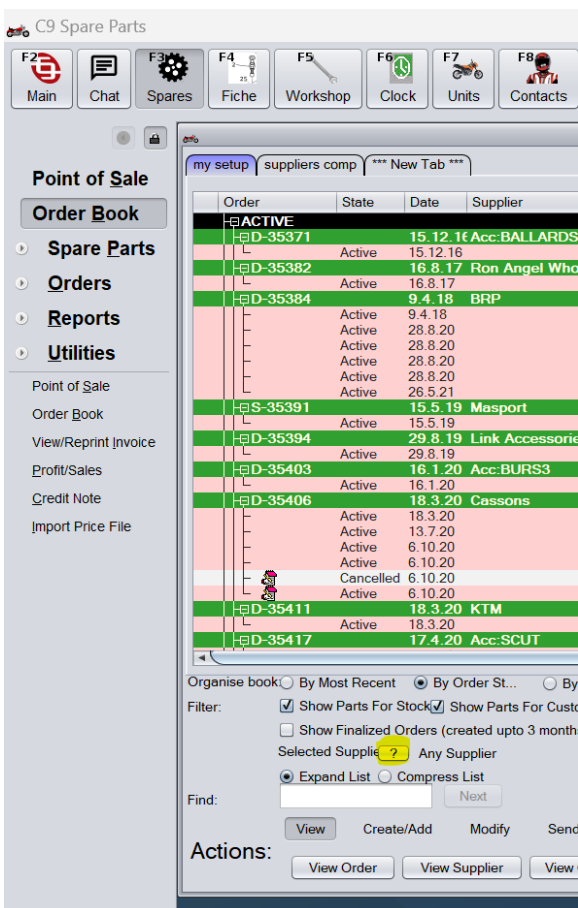 C9 Spare Parts
F2 F3 F4 F5 F6 F7 F8
Main Chat Spares Fiche Workshop Clock Units Contacts
my setup suppliers comp *** New Tab ***
Point of Sale
Order Book
Spare Parts
Orders
Reports
Utilities
Point of Sale
Order Book
View/Reprint Invoice
Profit/Sales
Credit Note
Import Price File
Order State Date Supplier
ACTIVE
D-35371 15.12.16 Acc:BALLARDS
Active 15.12.16
D-35382 16.8.17 Ron Angel Who
Active 16.8.17
D-35384 9.4.18 BRP
Active 9.4.18
Active 28.8.20
Active 28.8.20
Active 28.8.20
Active 28.8.20
Active 26.5.21
S-35391 15.5.19 Masport
Active 15.5.19
D-35394 29.8.19 Link Accessorie
Active 29.8.19
D-35403 16.1.20 Acc:BURS3
Active 16.1.20
D-35406 18.3.20 Cassons
Active 18.3.20
Active 13.7.20
Active 6.10.20
Active 6.10.20
Cancelled 6.10.20
Active 6.10.20
D-35411 18.3.20 KTM
Active 18.3.20
D-35417 17.4.20 Acc:SCUT
Organise book: By Most Recent By Order St... By
Filter: Show Parts For Stock Show Parts For Custo
Show Finalized Orders (created upto 3 months
Selected Supplie ? Any Supplier
Expand List Compress List
Find: Next
View Create/Add Modify Send
Actions:
View Order View Supplier View